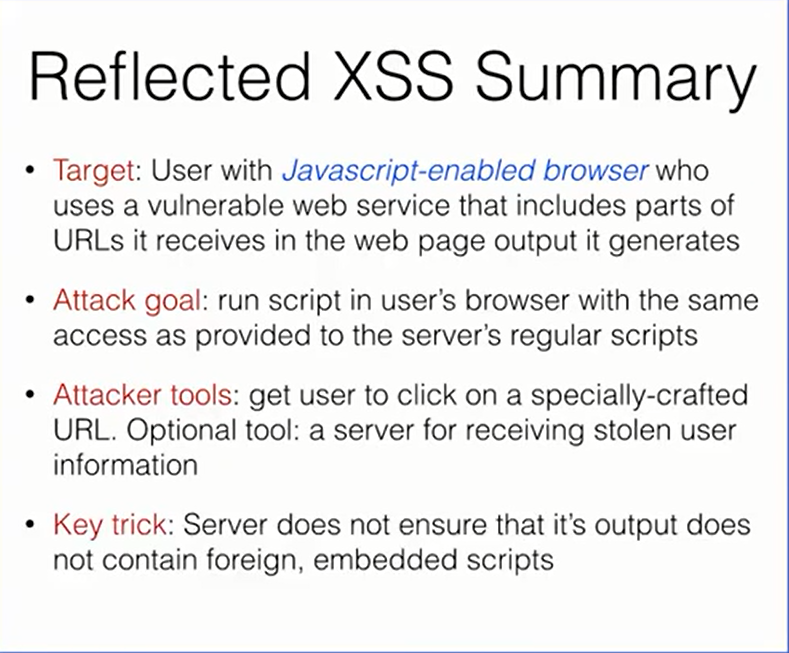 Reflected XSS Summary
• Target: User with Javascript-enabled browser who
uses a vulnerable web service that includes parts of
URLs it receives in the web page output it generates
• Attack goal: run script in user’s browser with the same
access as provided to the server’s regular scripts
• Attacker tools: get user to click on a specially-crafted
URL. Optional tool: a server for receiving stolen user
information
• Key trick: Server does not ensure that it’s output does
not contain foreign, embedded scripts